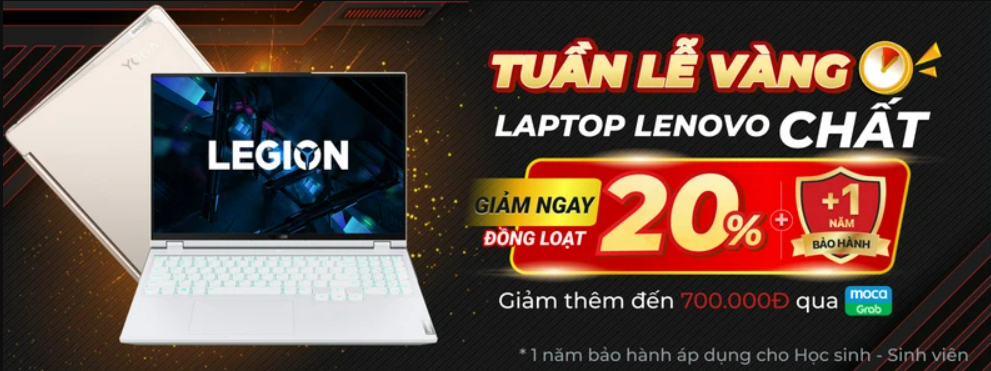 YOGA
LEGION
TUẦN LỄ VÀNG
LAPTOP LENOVO CHẤT
GIẢM NGAY
ĐỒNG LOẠT
20%
+
+1
NĂM
BẢO HÀNH
Giảm thêm đến 700.000Đ qua moca
Grab
* 1 năm bảo hành áp dụng cho Học sinh - Sinh viên